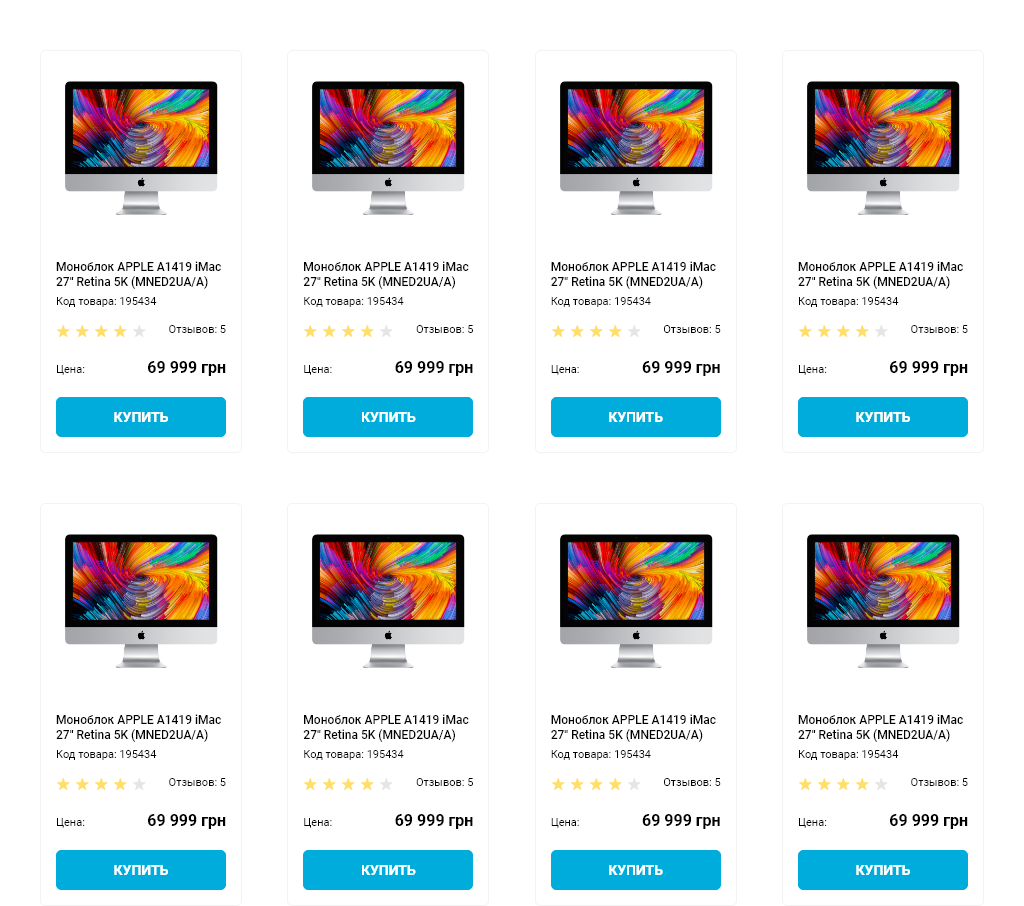 Моноблок APPLE A1419 iMac
27" Retina 5K (MNED2UA/A)
Код товара: 195434
Отзывов: 5
Цена: 69 999 грн
КУПИТЬ
Моноблок APPLE A1419 iMac
27" Retina 5K (MNED2UA/A)
Код товара: 195434
Отзывов: 5
Цена: 69 999 грн
КУПИТЬ
Моноблок APPLE A1419 iMac
27" Retina 5K (MNED2UA/A)
Код товара: 195434
Отзывов: 5
Цена: 69 999 грн
КУПИТЬ
Моноблок APPLE A1419 iMac
27" Retina 5K (MNED2UA/A)
Код товара: 195434
Отзывов: 5
Цена: 69 999 грн
КУПИТЬ
Моноблок APPLE A1419 iMac
27" Retina 5K (MNED2UA/A)
Код товара: 195434
Отзывов: 5
Цена: 69 999 грн
КУПИТЬ
Моноблок APPLE A1419 iMac
27" Retina 5K (MNED2UA/A)
Код товара: 195434
Отзывов: 5
Цена: 69 999 грн
КУПИТЬ
Моноблок APPLE A1419 iMac
27" Retina 5K (MNED2UA/A)
Код товара: 195434
Отзывов: 5
Цена: 69 999 грн
КУПИТЬ
Моноблок APPLE A1419 iMac
27" Retina 5K (MNED2UA/A)
Код товара: 195434
Отзывов: 5
Цена: 69 999 грн
КУПИТЬ